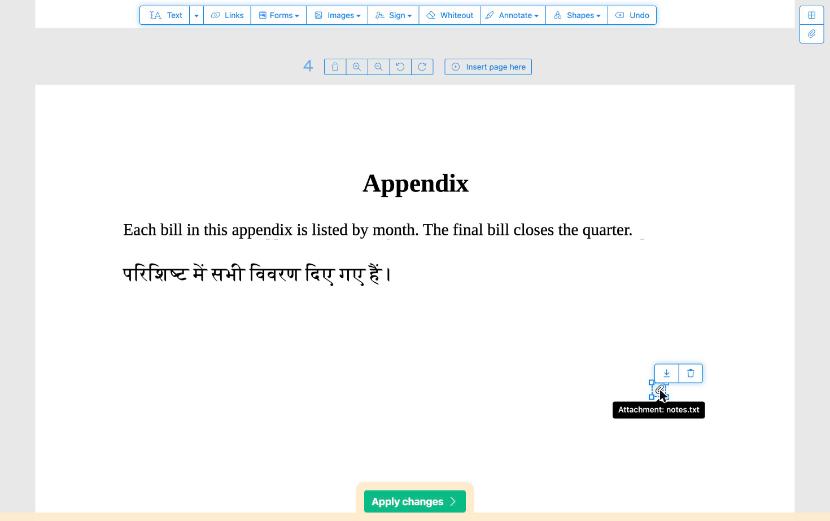 Text Links Forms Images Sign Whiteout Annotate Shapes Undo
4 Insert page here
Appendix
Each bill in this appendix is listed by month. The final bill closes the quarter.
परिशिष्ट में सभी विवरण दिए गए हैं।
Attachment: notes.txt
Apply changes